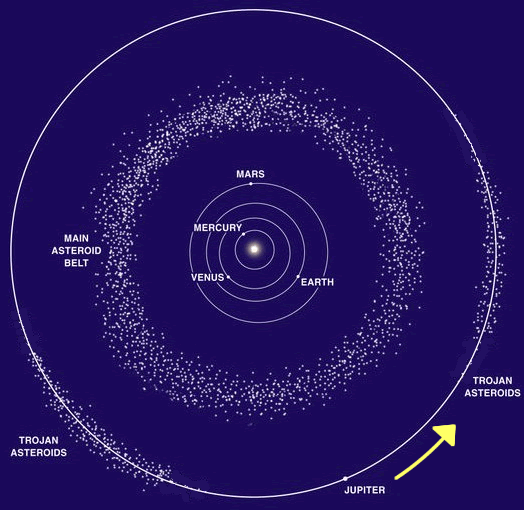 MARS
MERCURY
MAIN
ASTEROID
BELT
VENUS
EARTH
TROJAN
ASTEROIDS
TROJAN
ASTEROIDS
JUPITER